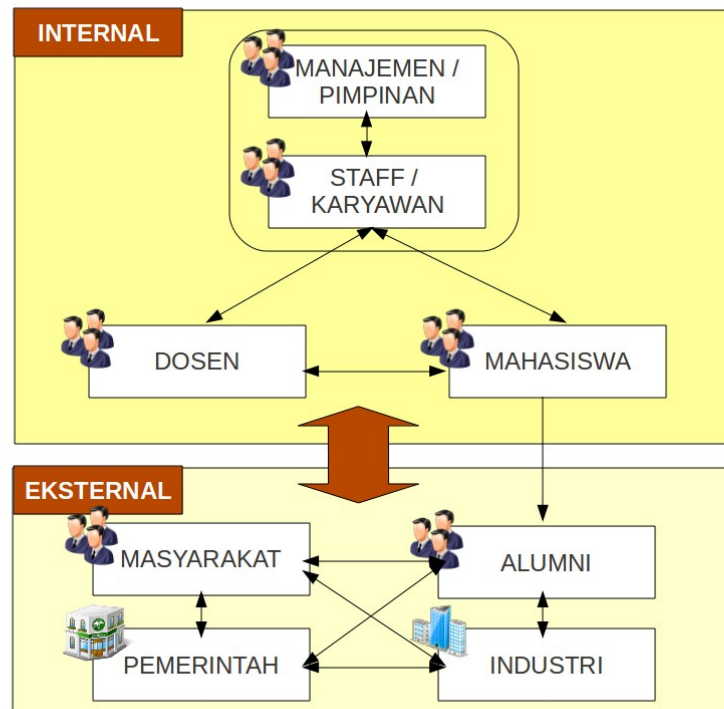 INTERNAL
MANAJEMEN /
PIMPINAN
STAFF /
KARYAWAN
DOSEN
MAHASISWA
EKSTERNAL
MASYARAKAT
ALUMNI
PEMERINTAH
INDUSTRI